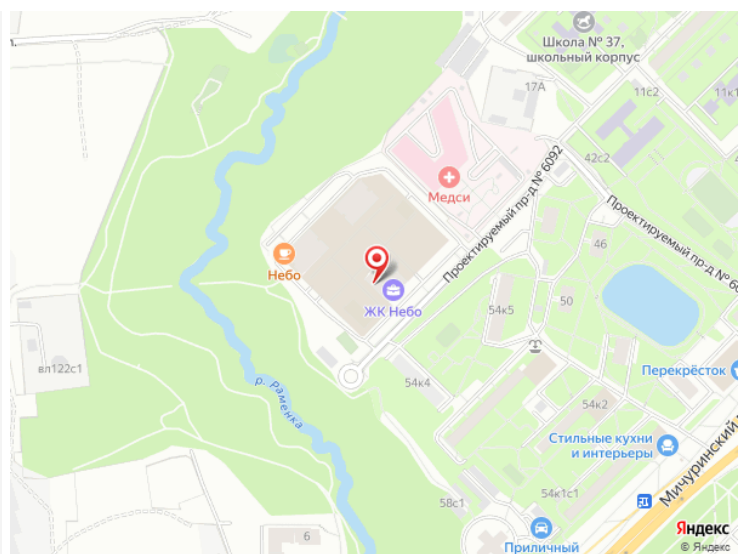 Школа № 37,
школьный корпус
17А
11с2
11к1
42с2
Проектируемый пр-д № 6092
Медси
Проектируемый пр-д № 6
46
Небо
ЖК Небо
54к5
50
вл122с1
Перекрёсток
54к4
р. Раменка
54к2
Стильные кухни
и интерьеры
Мичуринский
54к1с1
58с1
6
Приличный
Яндекс
© Яндекс